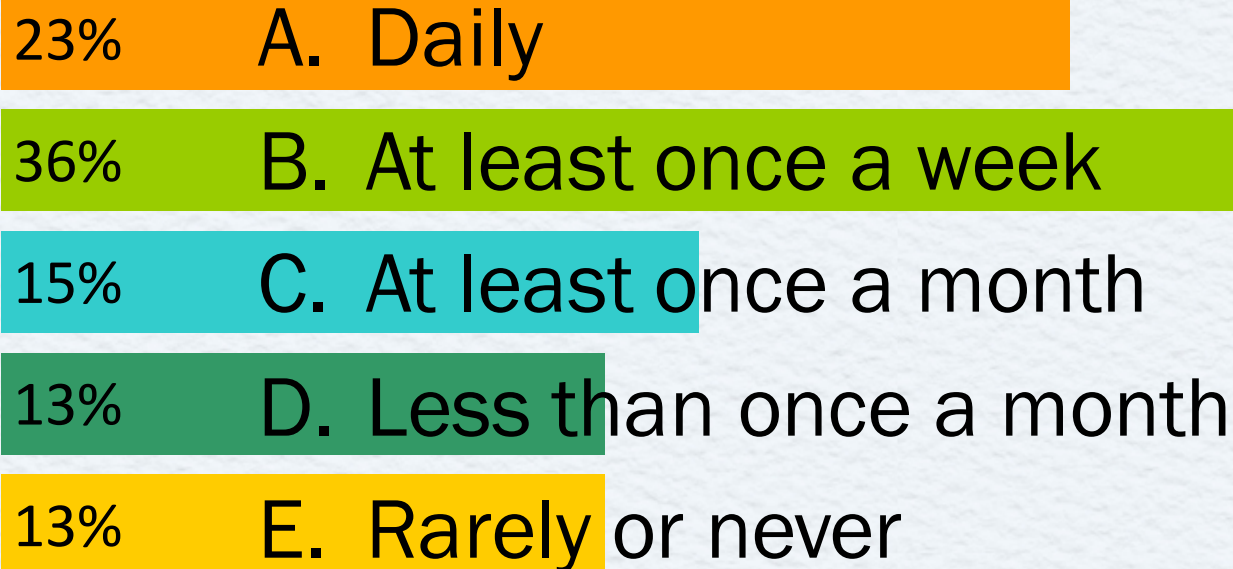 23% A. Daily
36% B. At least once a week
15% C. At least once a month
13% D. Less than once a month
13% E. Rarely or never